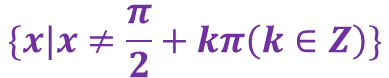 {x|x ≠ π/2 + kπ(k ∈ Z)}